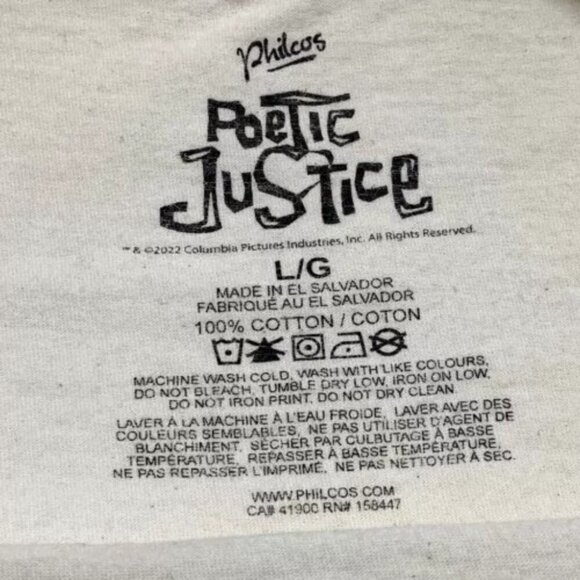 Philcos
Poetic
Justice
™ & ©2022 Columbia Pictures Industries, Inc. All Rights Reserved.
L/G
MADE IN EL SALVADOR
FABRIQUÉ AU EL SALVADOR
100% COTTON / COTON
MACHINE WASH COLD, WASH WITH LIKE COLOURS,
DO NOT BLEACH, TUMBLE DRY LOW, IRON ON LOW,
DO NOT IRON PRINT, DO NOT DRY CLEAN.
LAVER À LA MACHINE À L'EAU FROIDE, LAVER AVEC DES
COULEURS SEMBLABLES, NE PAS UTILISER D'AGENT DE
BLANCHIMENT, SÉCHER PAR CULBUTAGE À BASSE
TEMPÉRATURE, REPASSER À BASSE TEMPÉRATURE,
NE PAS REPASSER L'IMPRIMÉ, NE PAS NETTOYER À SEC.
WWW.PHILCOS.COM
CA# 41900 RN# 158447